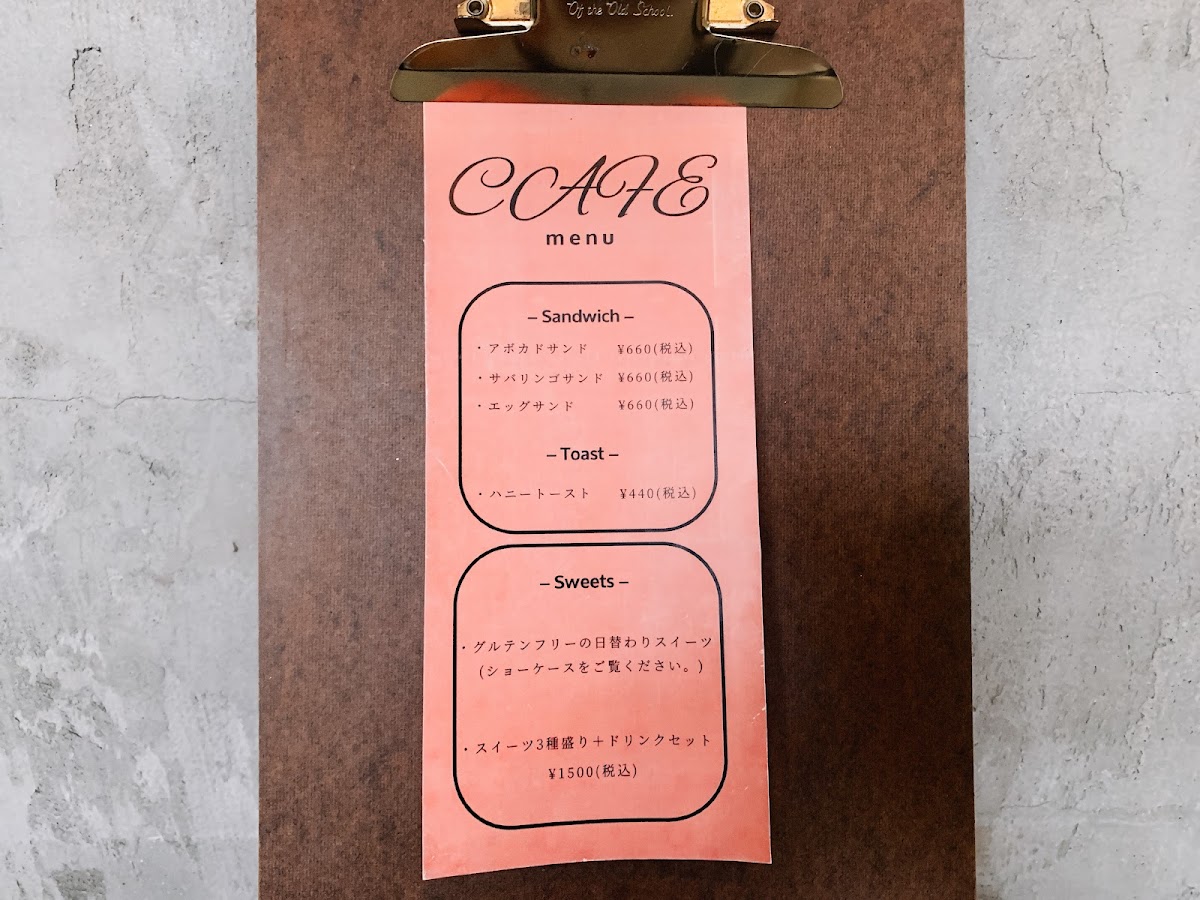 Of the Old School.
CAFE
menu
– Sandwich –
・アボカドサンド ¥660(税込)
・サバリンゴサンド ¥660(税込)
・エッグサンド ¥660(税込)
– Toast –
・ハニートースト ¥440(税込)
– Sweets –
・グルテンフリーの日替わりスイーツ
(ショーケースをご覧ください。)
・スイーツ3種盛り＋ドリンクセット
¥1500(税込)